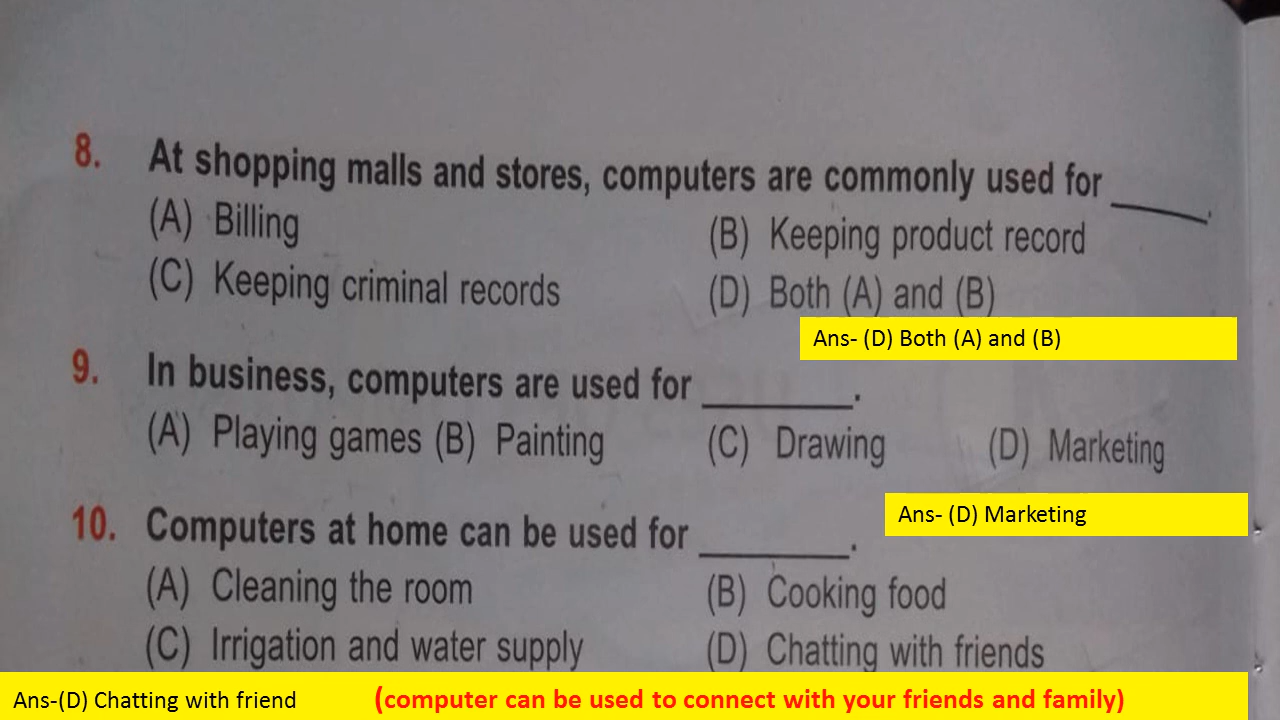 8. At shopping malls and stores, computers are commonly used for _____.
(A) Billing (B) Keeping product record
(C) Keeping criminal records (D) Both (A) and (B)
Ans- (D) Both (A) and (B)
9. In business, computers are used for ________.
(A) Playing games (B) Painting (C) Drawing (D) Marketing
Ans- (D) Marketing
10. Computers at home can be used for ________.
(A) Cleaning the room (B) Cooking food
(C) Irrigation and water supply (D) Chatting with friends
Ans-(D) Chatting with friend (computer can be used to connect with your friends and family)